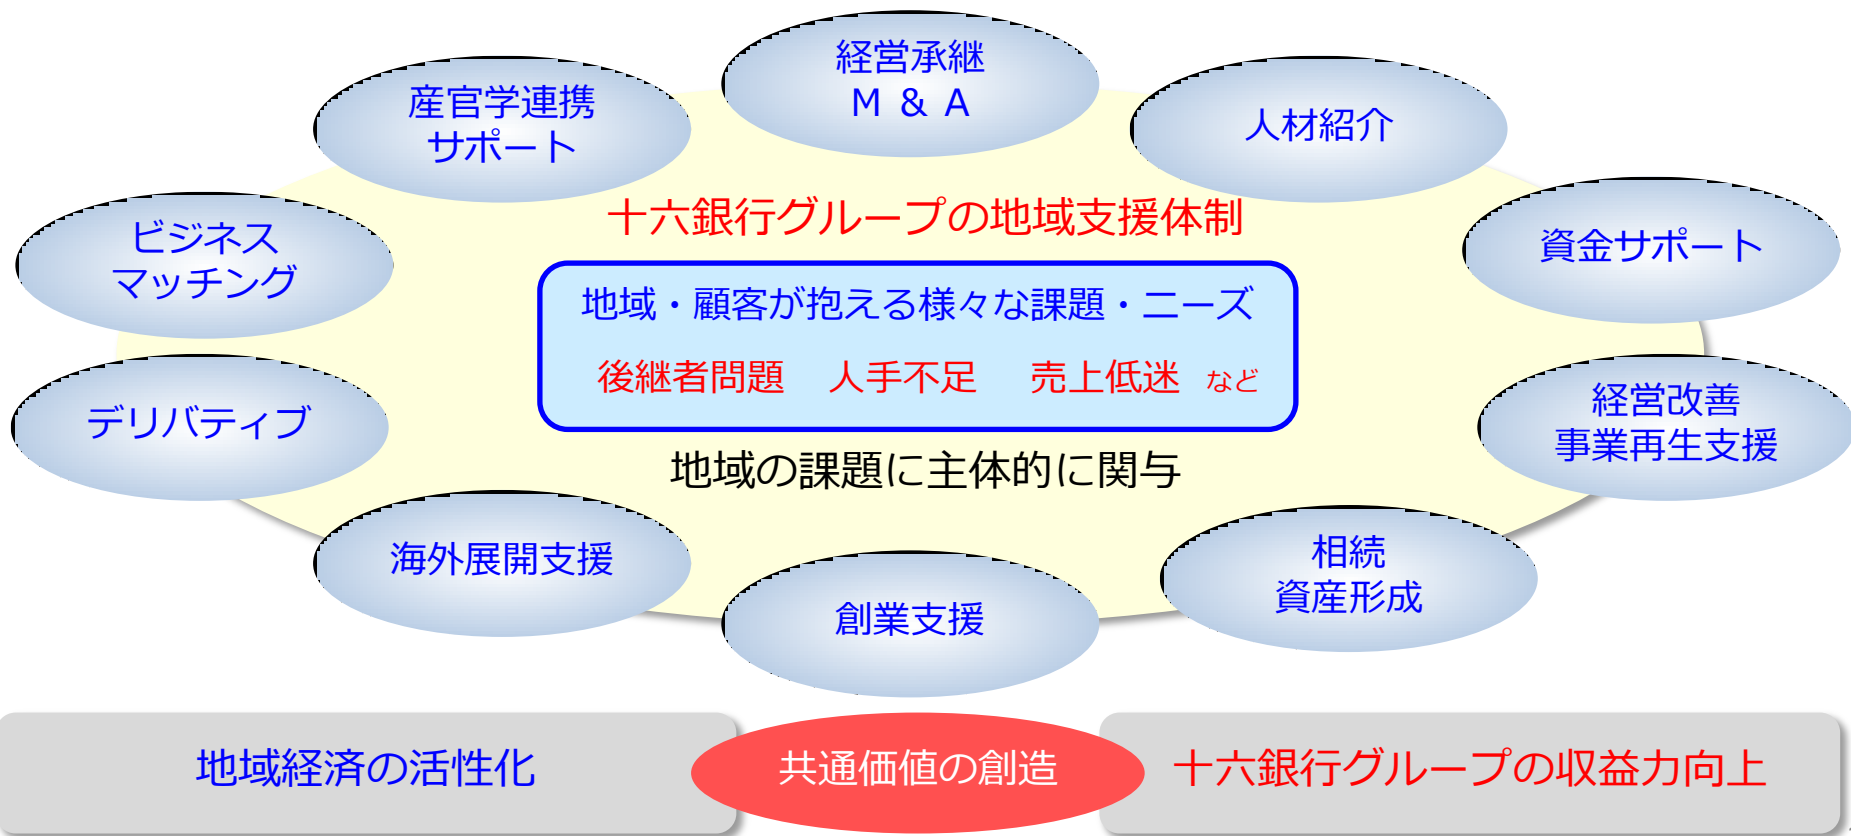 経営承継
M & A
産官学連携
サポート
人材紹介
ビジネス
マッチング
十六銀行グループの地域支援体制
資金サポート
地域・顧客が抱える様々な課題・ニーズ
後継者問題 人手不足 売上低迷 など
デリバティブ
経営改善
事業再生支援
地域の課題に主体的に関与
海外展開支援
創業支援
相続
資産形成
地域経済の活性化
共通価値の創造
十六銀行グループの収益力向上